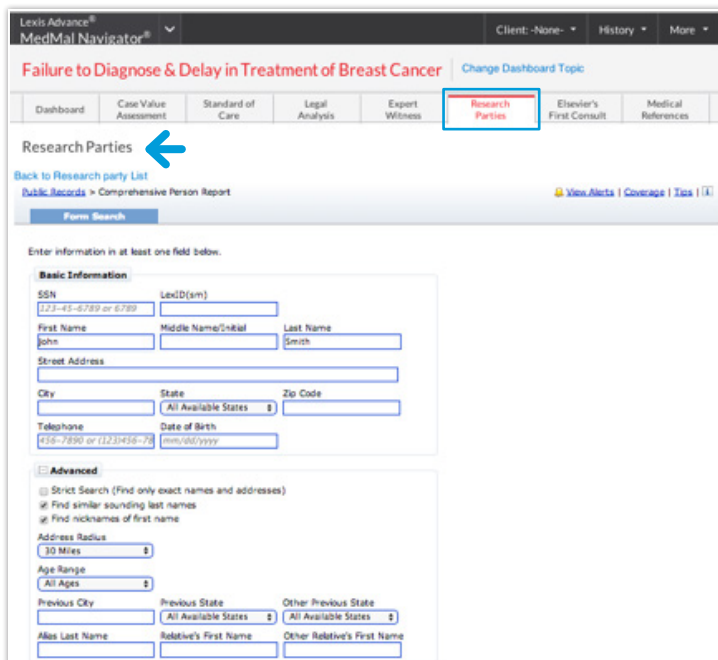 Lexis Advance®
MedMal Navigator®
Client: -None-
History
More
Failure to Diagnose & Delay in Treatment of Breast Cancer
Change Dashboard Topic
Dashboard
Case Value Assessment
Standard of Care
Legal Analysis
Expert Witness
Research Parties
Elsevier's First Consult
Medical References
Research Parties
Back to Research party List
Public Records > Comprehensive Person Report
View Alerts | Coverage | Tips |
Form Search
Enter information in at least one field below.
Basic Information
SSN LexID(sm)
123-45-6789 or 6789
First Name Middle Name/Initial Last Name
John Smith
Street Address
City State Zip Code
All Available States
Telephone Date of Birth
456-7890 or (123)456-78 mm/dd/yyyy
Advanced
Strict Search (Find only exact names and addresses)
Find similar sounding last names
Find nicknames of first name
Address Radius
30 Miles
Age Range
All Ages
Previous City Previous State Other Previous State
All Available States All Available States
Alias Last Name Relative's First Name Other Relative's First Name